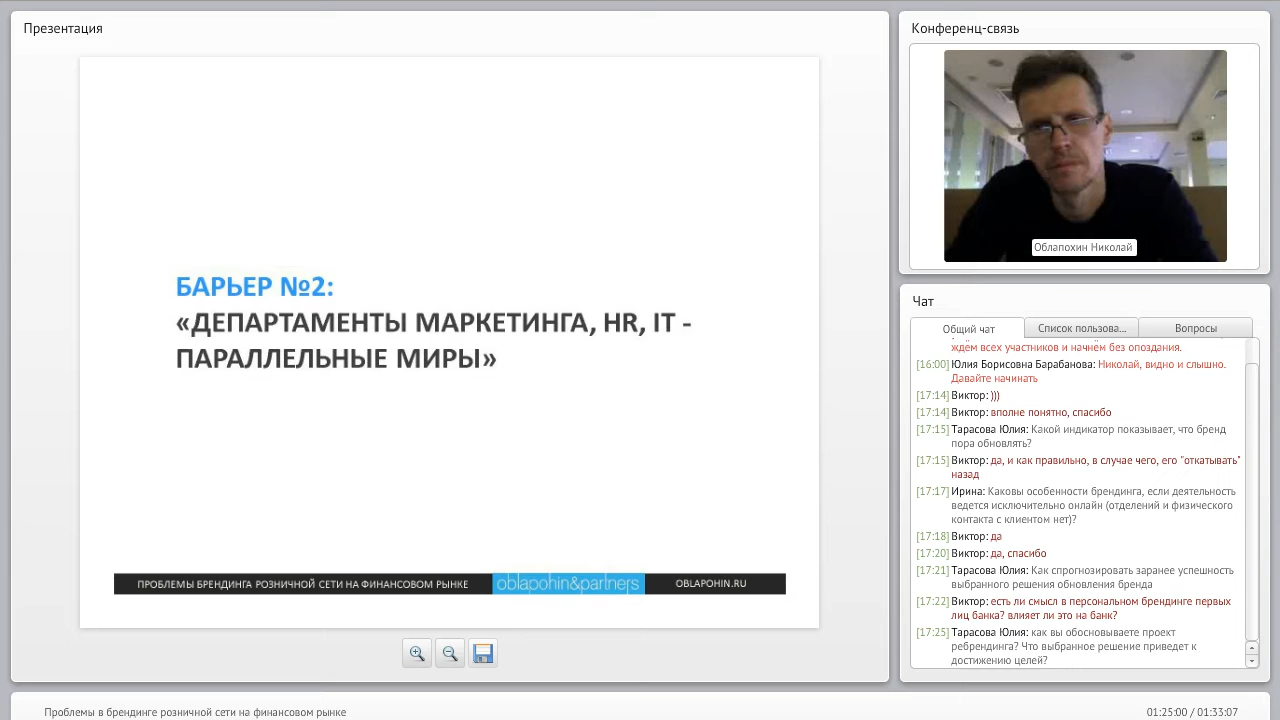 Презентация
БАРЬЕР №2:
«ДЕПАРТАМЕНТЫ МАРКЕТИНГА, HR, IT -
ПАРАЛЛЕЛЬНЫЕ МИРЫ»
ПРОБЛЕМЫ БРЕНДИНГА РОЗНИЧНОЙ СЕТИ НА ФИНАНСОВОМ РЫНКЕ
oblapohin&partners
OBLAPOHIN.RU
Конференц-связь
Облапохин Николай
Чат
Общий чат
Список пользова...
Вопросы
ждем всех участников и начнем без опоздания.
[16:00] Юлия Борисовна Барабанова: Николай, видно и слышно.
Давайте начинать
[17:14] Виктор: )))
[17:14] Виктор: вполне понятно, спасибо
[17:15] Тарасова Юлия: Какой индикатор показывает, что бренд
пора обновлять?
[17:15] Виктор: да, и как правильно, в случае чего, его "откатывать"
назад
[17:17] Ирина: Каковы особенности брендинга, если деятельность
ведется исключительно онлайн (отделений и физического
контакта с клиентом нет)?
[17:18] Виктор: да
[17:20] Виктор: да, спасибо
[17:21] Тарасова Юлия: Как спрогнозировать заранее успешность
выбранного решения обновления бренда
[17:22] Виктор: есть ли смысл в персональном брендинге первых
лиц банка? влияет ли это на банк?
[17:25] Тарасова Юлия: как вы обосновываете проект
ребрендинга? Что выбранное решение приведет к
достижению целей?
Проблемы в брендинге розничной сети на финансовом рынке
01:25:00 / 01:33:07